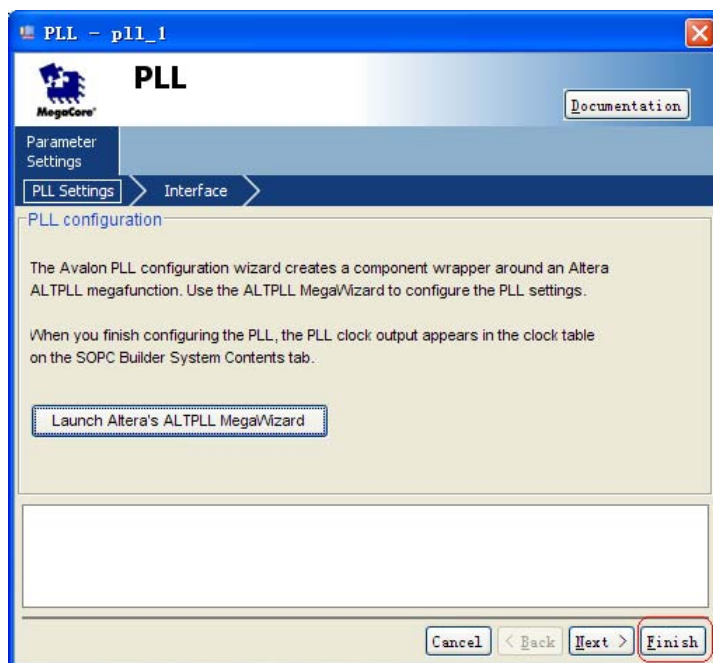 PLL - pll_1
MegaCore®
PLL
Documentation
Parameter
Settings
PLL Settings
Interface
PLL configuration
The Avalon PLL configuration wizard creates a component wrapper around an Altera
ALTPLL megafunction. Use the ALTPLL MegaWizard to configure the PLL settings.
When you finish configuring the PLL, the PLL clock output appears in the clock table
on the SOPC Builder System Contents tab.
Launch Altera's ALTPLL MegaWizard
Cancel
< Back
Next >
Finish